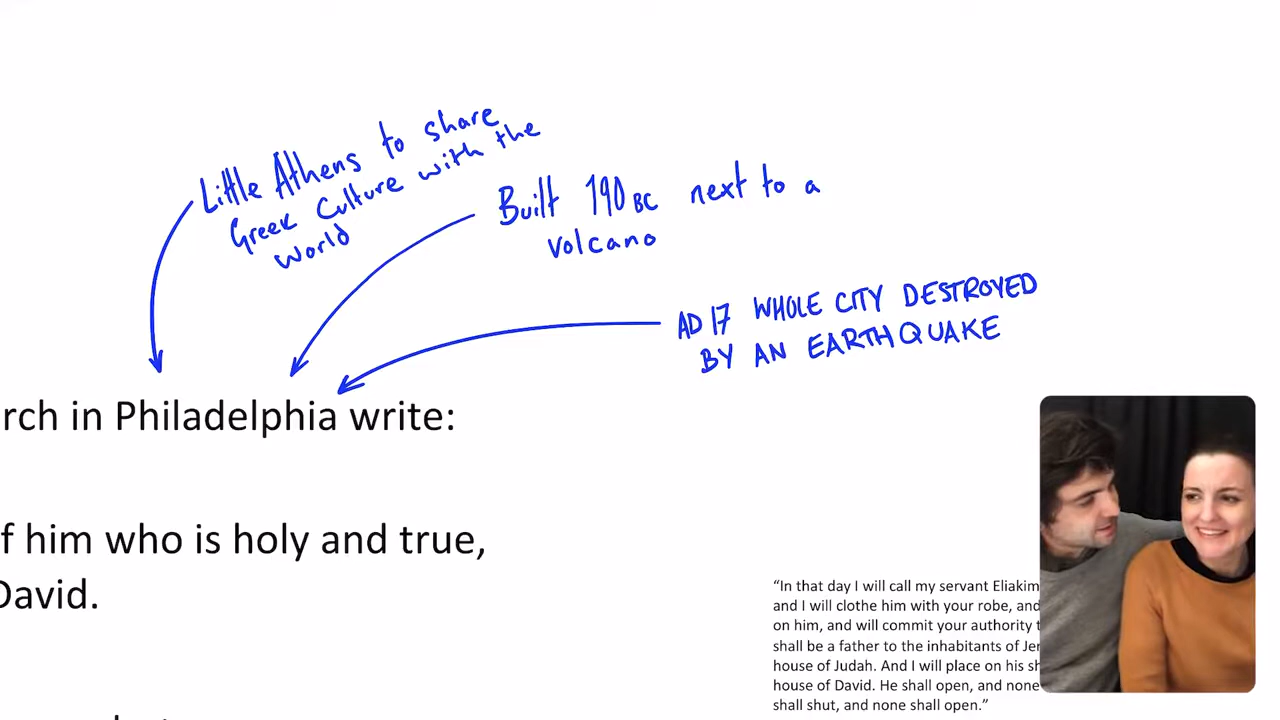 Little Athens to share
Greek Culture with the
world
Built 190 BC next to a
volcano
AD 17 WHOLE CITY DESTROYED
BY AN EARTHQUAKE
rch in Philadelphia write:
f him who is holy and true,
David.
“In that day I will call my servant Eliakim
and I will clothe him with your robe, and
on him, and will commit your authority t
shall be a father to the inhabitants of Jer
house of Judah. And I will place on his sh
house of David. He shall open, and none
shall shut, and none shall open.”